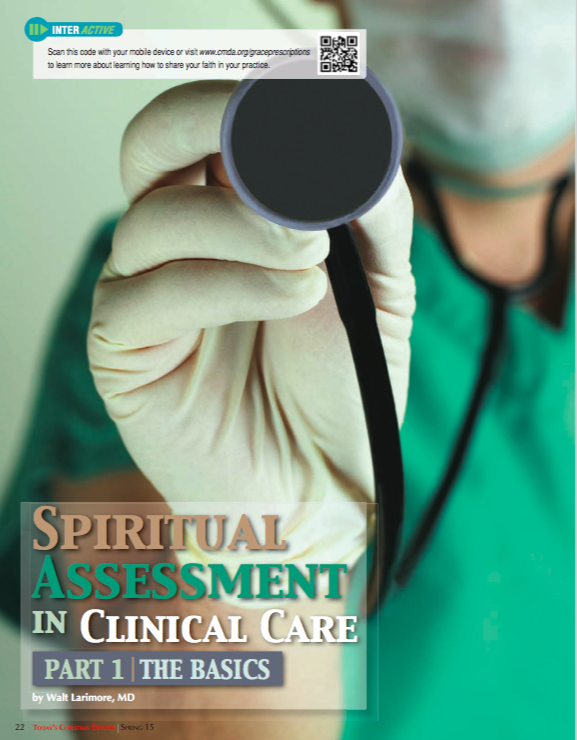 INTERACTIVE
Scan this code with your mobile device or visit www.cmda.org/graceprescriptions
to learn more about learning how to share your faith in your practice.
SPIRITUAL
ASSESSMENT
IN CLINICAL CARE
PART 1 | THE BASICS
by Walt Larimore, MD
22 TODAY'S CHRISTIAN DOCTOR | SPRING 15